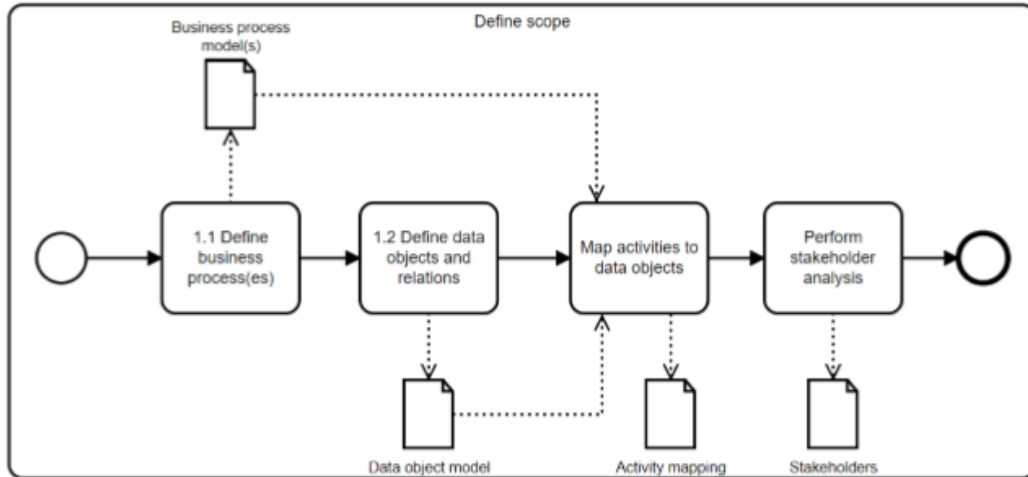 Define scope
Business process
model(s)
1.1 Define
business
process(es)
1.2 Define data
objects and
relations
Map activities to
data objects
Perform
stakeholder
analysis
Data object model
Activity mapping
Stakeholders